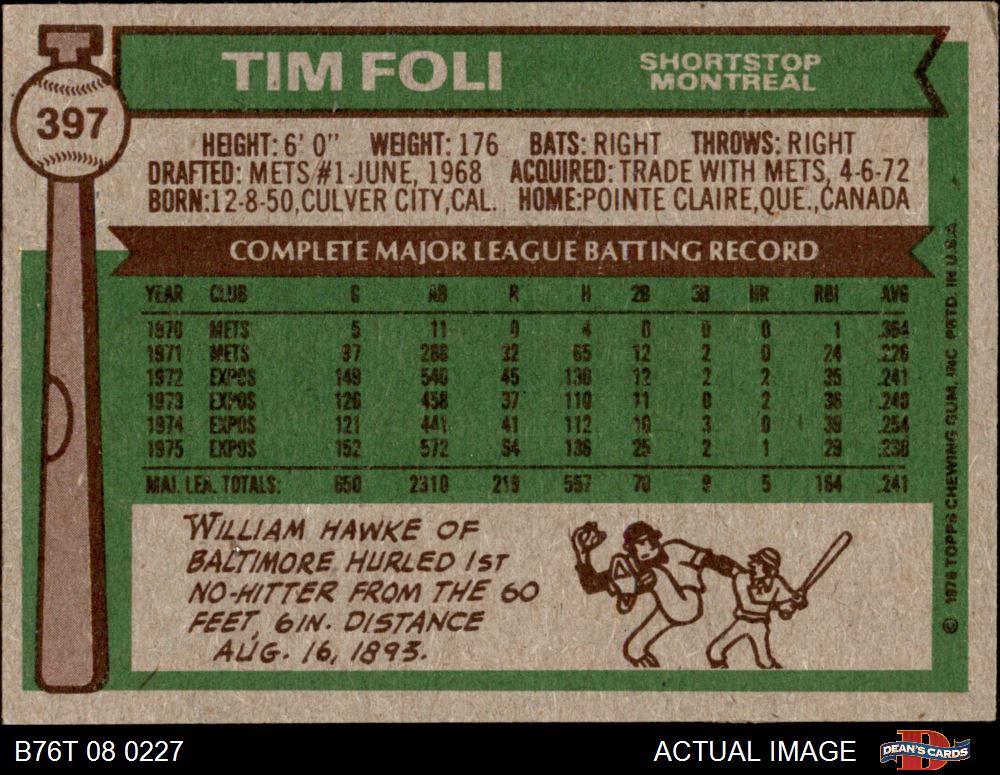 TIM FOLI
SHORTSTOP
MONTREAL
397
HEIGHT: 6' 0" WEIGHT: 176 BATS: RIGHT THROWS: RIGHT
DRAFTED: METS #1-JUNE, 1968 ACQUIRED: TRADE WITH METS, 4-6-72
BORN:12-8-50,CULVER CITY,CAL. HOME:POINTE CLAIRE,QUE.,CANADA
COMPLETE MAJOR LEAGUE BATTING RECORD
YEAR CLUB G AB R H 2B 3B HR RBI AVG
1970 METS 5 11 0 4 0 0 0 1 .364
1971 METS 97 288 32 65 12 2 0 24 .226
1972 EXPOS 149 540 45 130 12 2 2 35 .241
1973 EXPOS 126 458 37 110 11 0 2 36 .240
1974 EXPOS 121 441 41 112 10 3 0 39 .254
1975 EXPOS 152 572 64 136 25 2 1 29 .238
MAJ. LEA. TOTALS: 650 2310 219 557 70 9 5 164 .241
WILLIAM HAWKE OF
BALTIMORE HURLED 1ST
NO-HITTER FROM THE 60
FEET, 6IN. DISTANCE
AUG. 16, 1893.
© 1976 TOPPS CHEWING GUM, INC PRTD. IN U.S.A.
B76T 08 0227
ACTUAL IMAGE
D
DEAN'S CARDS